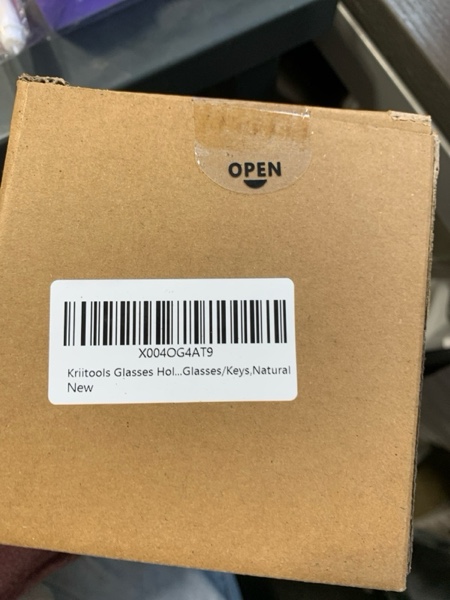 OPEN
X004OG4AT9
Kriitools Glasses Hol...Glasses/Keys,Natural
New